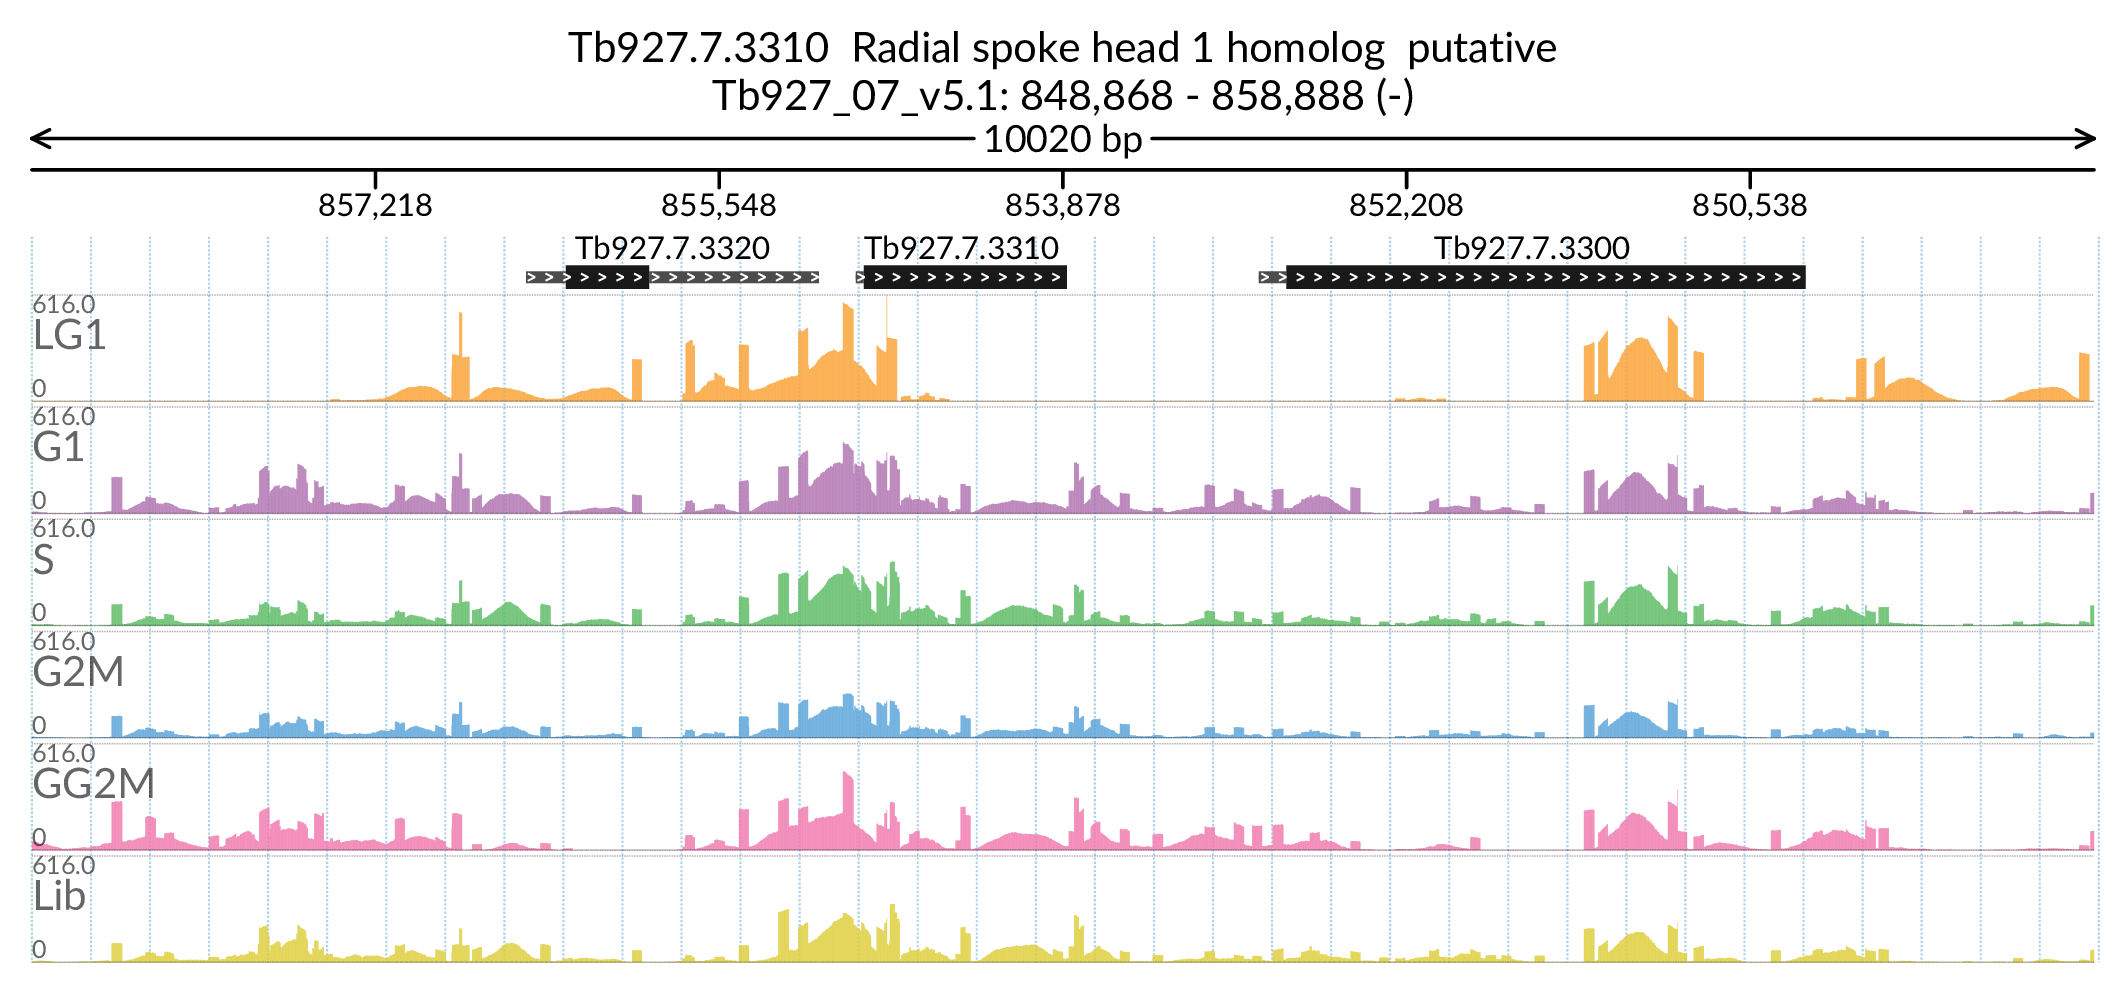 Tb927.7.3310  Radial spoke head 1 homolog  putative
Tb927_07_v5.1: 848,868 - 858,888 (-)
10020 bp
857,218 855,548 853,878 852,208 850,538
Tb927.7.3320 Tb927.7.3310 Tb927.7.3300
616.0
LG1
0
616.0
G1
0
616.0
S
0
616.0
G2M
0
616.0
GG2M
0
616.0
Lib
0